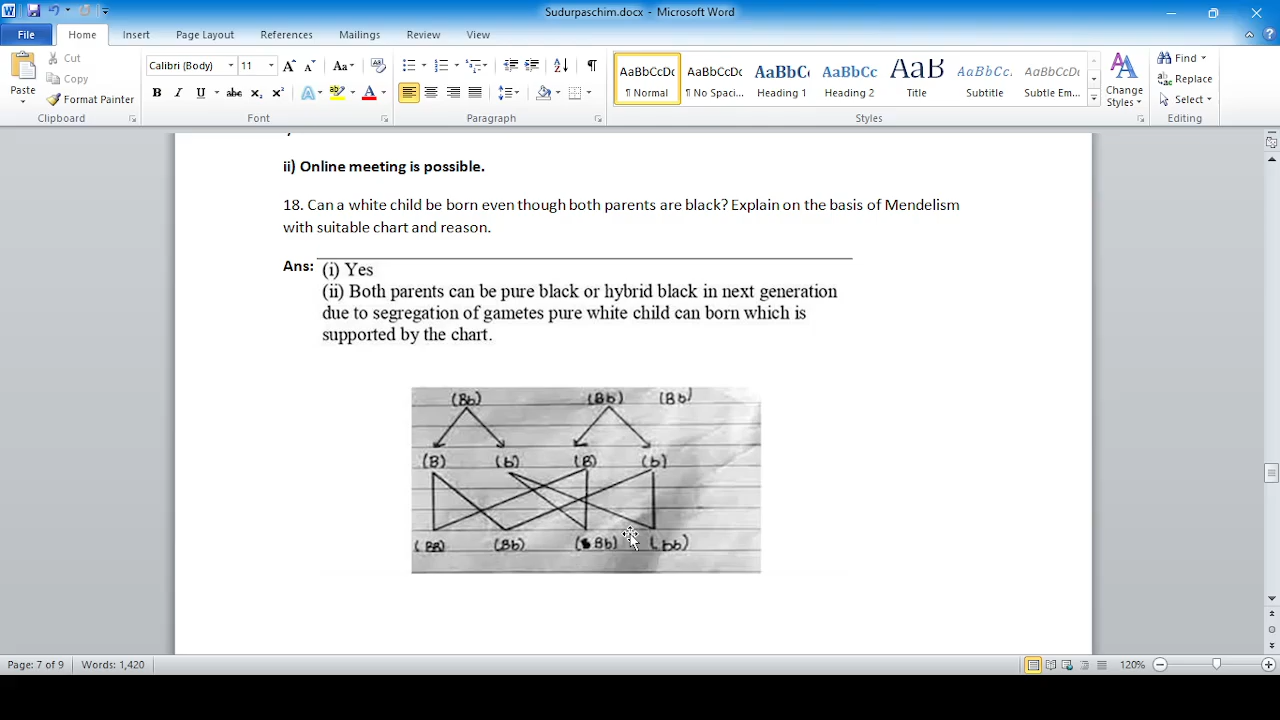 Sudurpaschim.docx - Microsoft Word
File Home Insert Page Layout References Mailings Review View
Paste
Cut
Copy
Format Painter
Clipboard
Calibri (Body) 11
Font
Paragraph
AaBbCcDc AaBbCcDc AaBbC AaBbCc AaB AaBbCc. AaBbCcDc
¶ Normal ¶ No Spaci... Heading 1 Heading 2 Title Subtitle Subtle Em...
Change
Styles
Styles
Find
Replace
Select
Editing
ii) Online meeting is possible.
18. Can a white child be born even though both parents are black? Explain on the basis of Mendelism
with suitable chart and reason.
Ans:
(i) Yes
(ii) Both parents can be pure black or hybrid black in next generation
due to segregation of gametes pure white child can born which is
supported by the chart.
(Bb) (Bb) (Bb)
(B) (b) (B) (b)
(BB) (Bb) (Bb) (bb)
Page: 7 of 9 Words: 1,420 120%